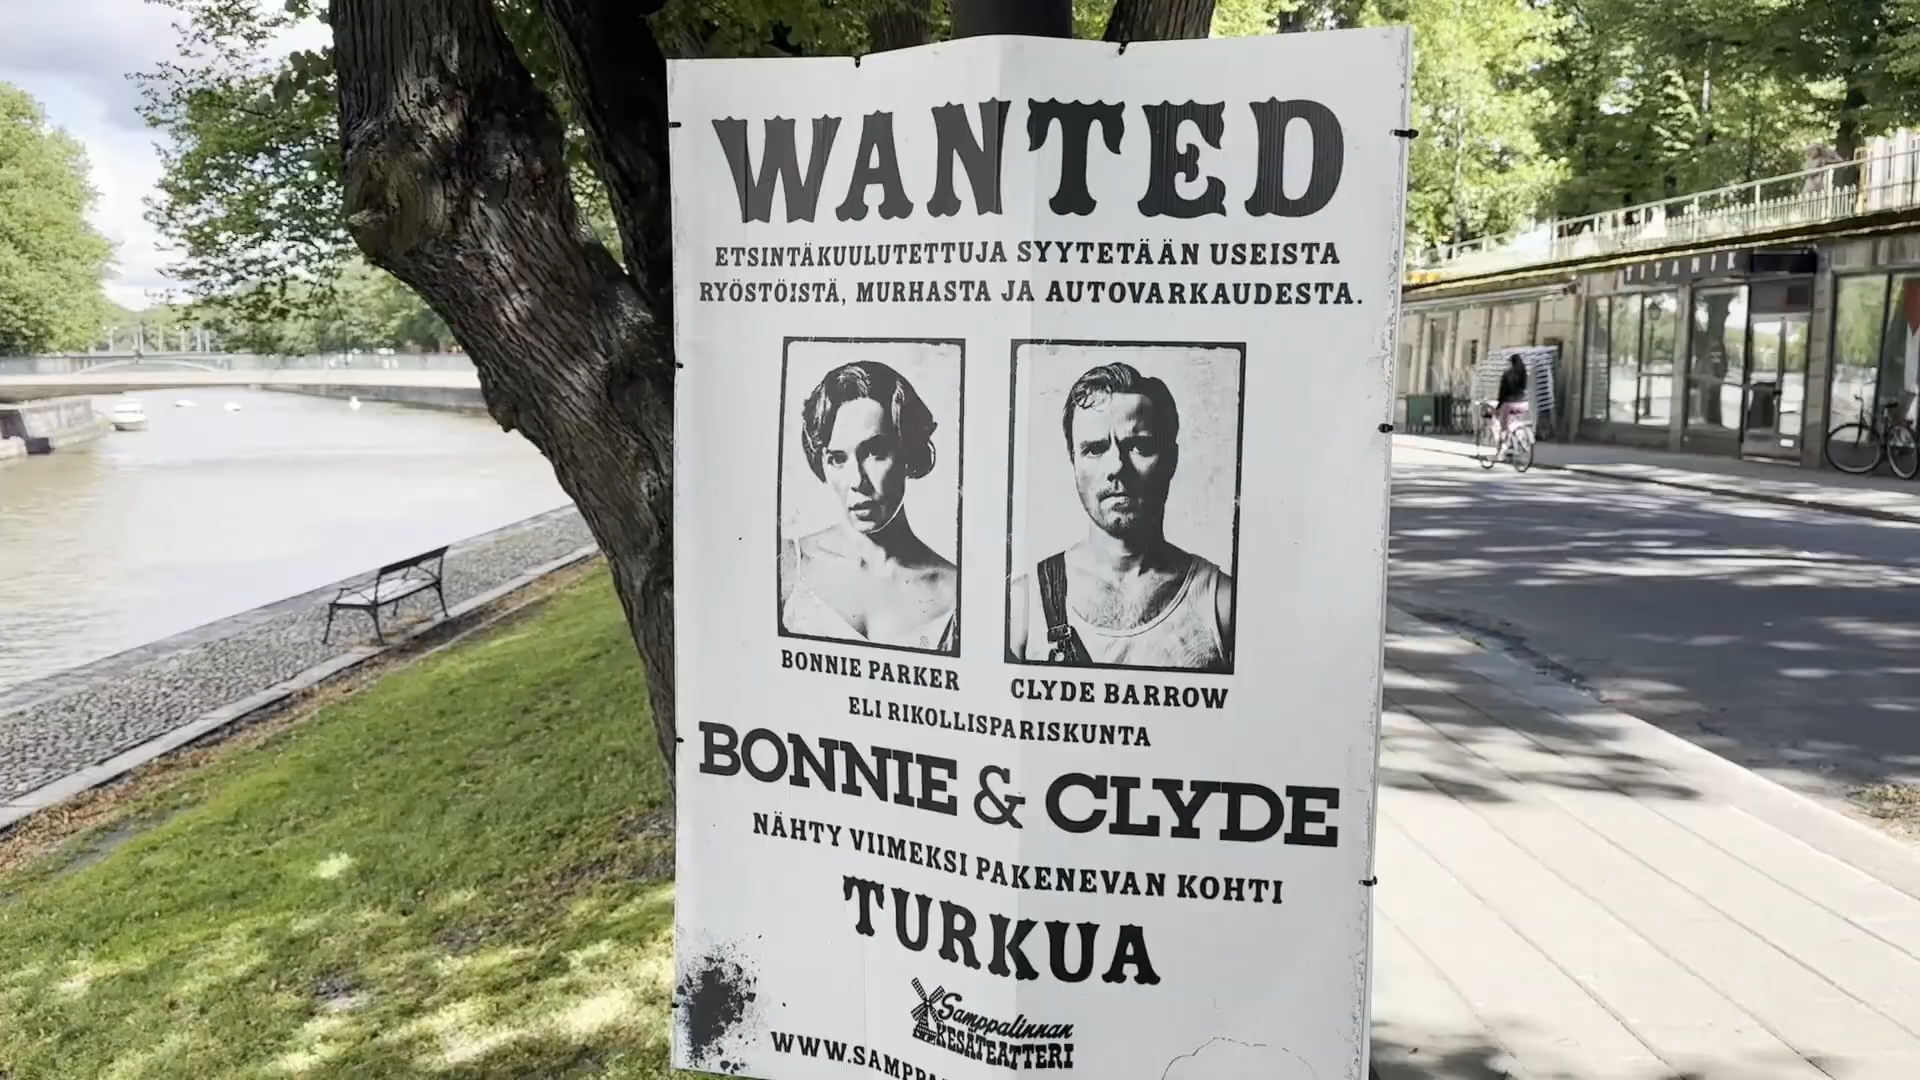 WANTED
ETSINTÄKUULUTETTUJA SYYTETÄÄN USEISTA
RYÖSTÖISTÄ, MURHASTA JA AUTOVARKAUDESTA.
BONNIE PARKER
CLYDE BARROW
ELI RIKOLLISPARISKUNTA
BONNIE & CLYDE
NÄHTY VIIMEKSI PAKENEVAN KOHTI
TURKUA
Samppalinnan
KESÄTEATTERI
WWW.SAMPPA
TITANIK